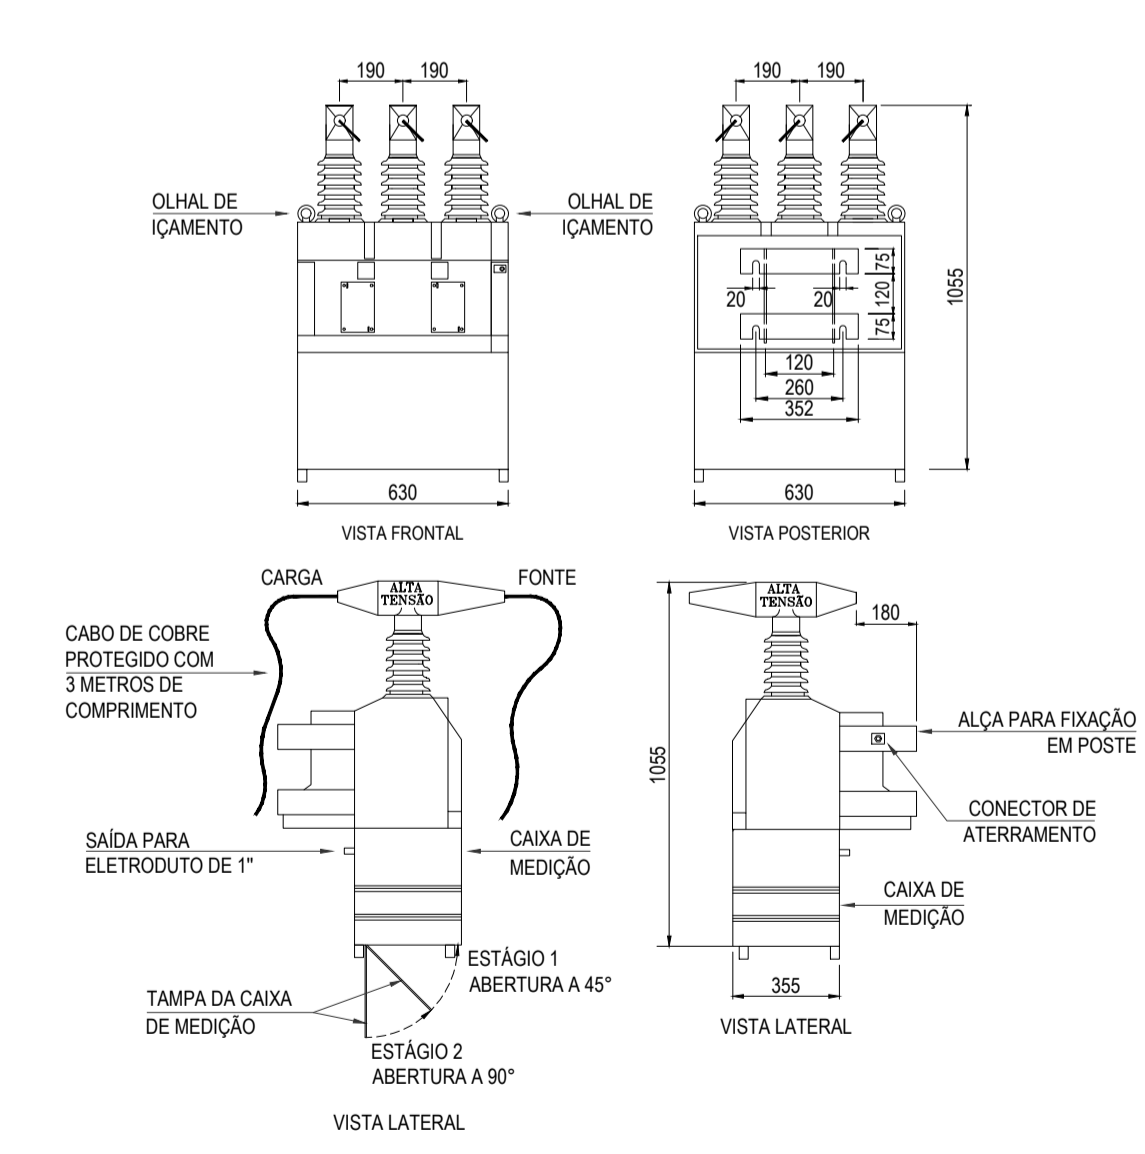 190 190
OLHAL DE
IÇAMENTO
OLHAL DE
IÇAMENTO
630
VISTA FRONTAL
190 190
75
120
75
20 20
120
260
352
1055
630
VISTA POSTERIOR
CARGA
FONTE
ALTA
TENSÃO
CABO DE COBRE
PROTEGIDO COM
3 METROS DE
COMPRIMENTO
SAÍDA PARA
ELETRODUTO DE 1"
CAIXA DE
MEDIÇÃO
ESTÁGIO 1
ABERTURA A 45°
TAMPA DA CAIXA
DE MEDIÇÃO
ESTÁGIO 2
ABERTURA A 90°
VISTA LATERAL
ALTA
TENSÃO
180
1055
ALÇA PARA FIXAÇÃO
EM POSTE
CONECTOR DE
ATERRAMENTO
CAIXA DE
MEDIÇÃO
355
VISTA LATERAL